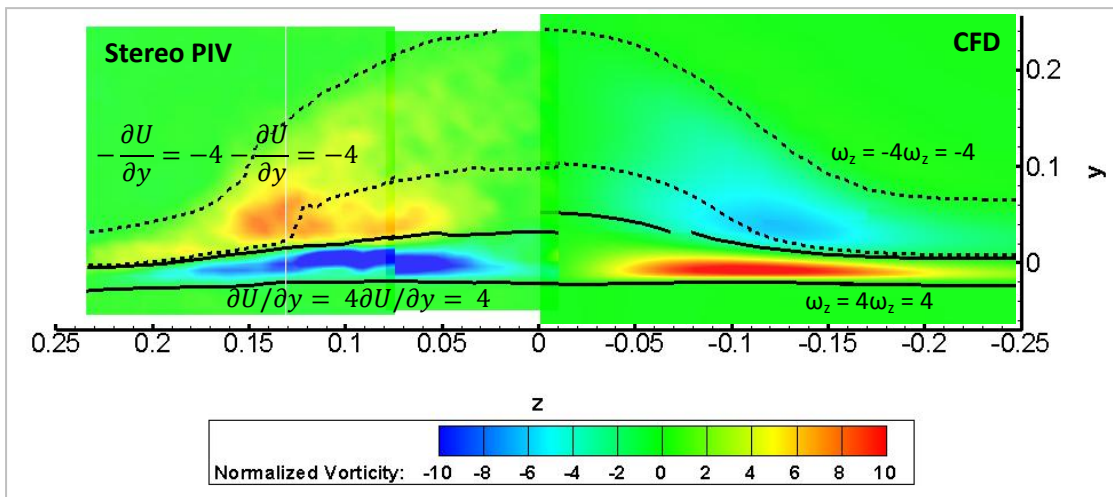 Stereo PIV
CFD
0.2
−∂U/∂y = −4 −∂U/∂y = −4
ω_z = -4ω_z = -4
0.1
y
0
∂U/∂y = 4∂U/∂y = 4
ω_z = 4ω_z = 4
0.25 0.2 0.15 0.1 0.05 0 -0.05 -0.1 -0.15 -0.2 -0.25
z
Normalized Vorticity: -10 -8 -6 -4 -2 0 2 4 6 8 10